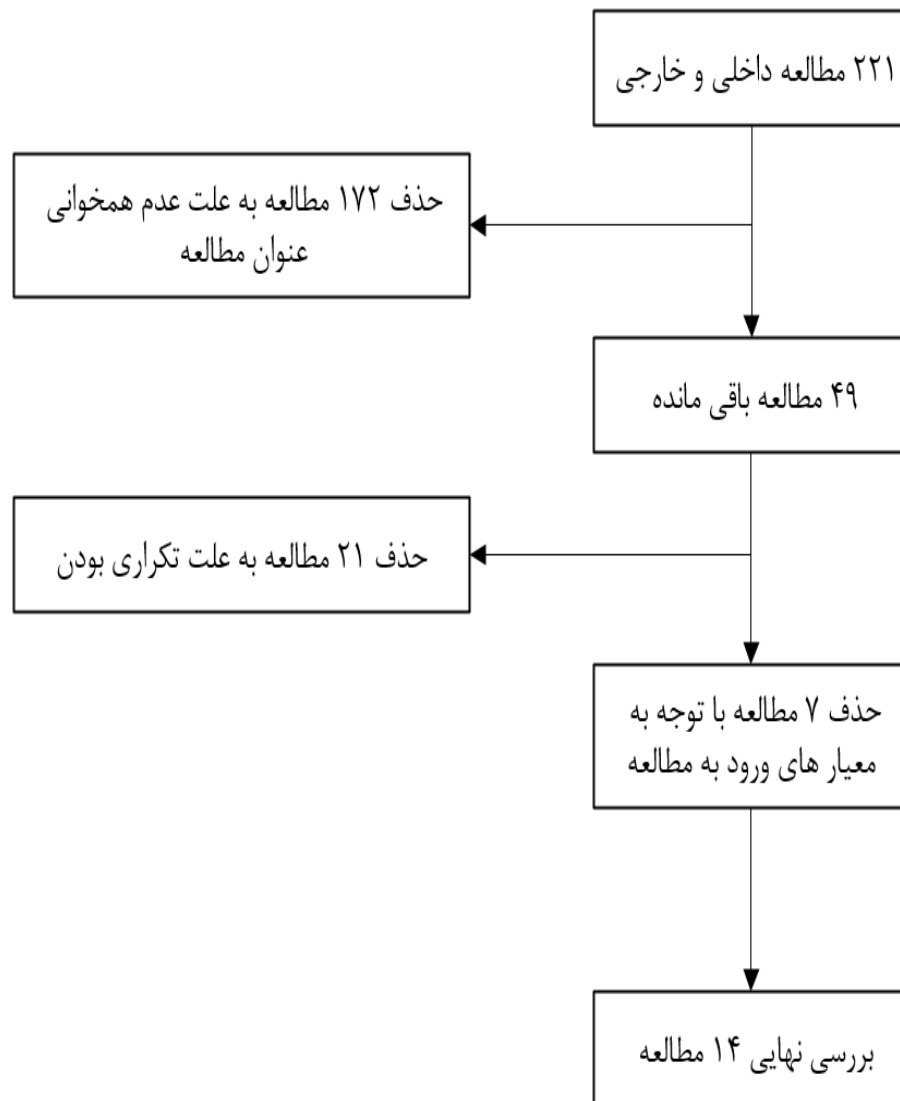 ۲۲۱ مطالعه داخلی و خارجی
حذف ۱۷۲ مطالعه به علت عدم همخوانی
عنوان مطالعه
۴۹ مطالعه باقی مانده
حذف ۲۱ مطالعه به علت تکراری بودن
حذف ۷ مطالعه با توجه به
معیار های ورود به مطالعه
بررسی نهایی ۱۴ مطالعه